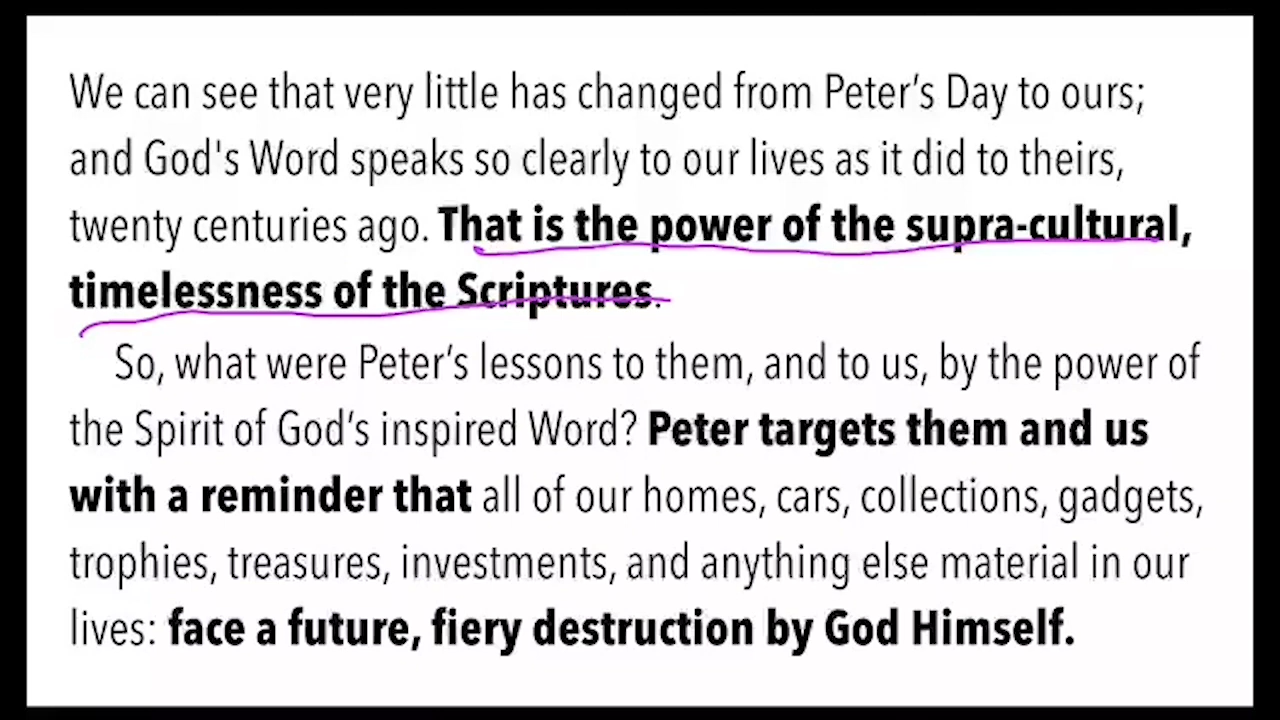 We can see that very little has changed from Peter’s Day to ours;
and God's Word speaks so clearly to our lives as it did to theirs,
twenty centuries ago. That is the power of the supra-cultural,
timelessness of the Scriptures.
So, what were Peter’s lessons to them, and to us, by the power of
the Spirit of God’s inspired Word? Peter targets them and us
with a reminder that all of our homes, cars, collections, gadgets,
trophies, treasures, investments, and anything else material in our
lives: face a future, fiery destruction by God Himself.